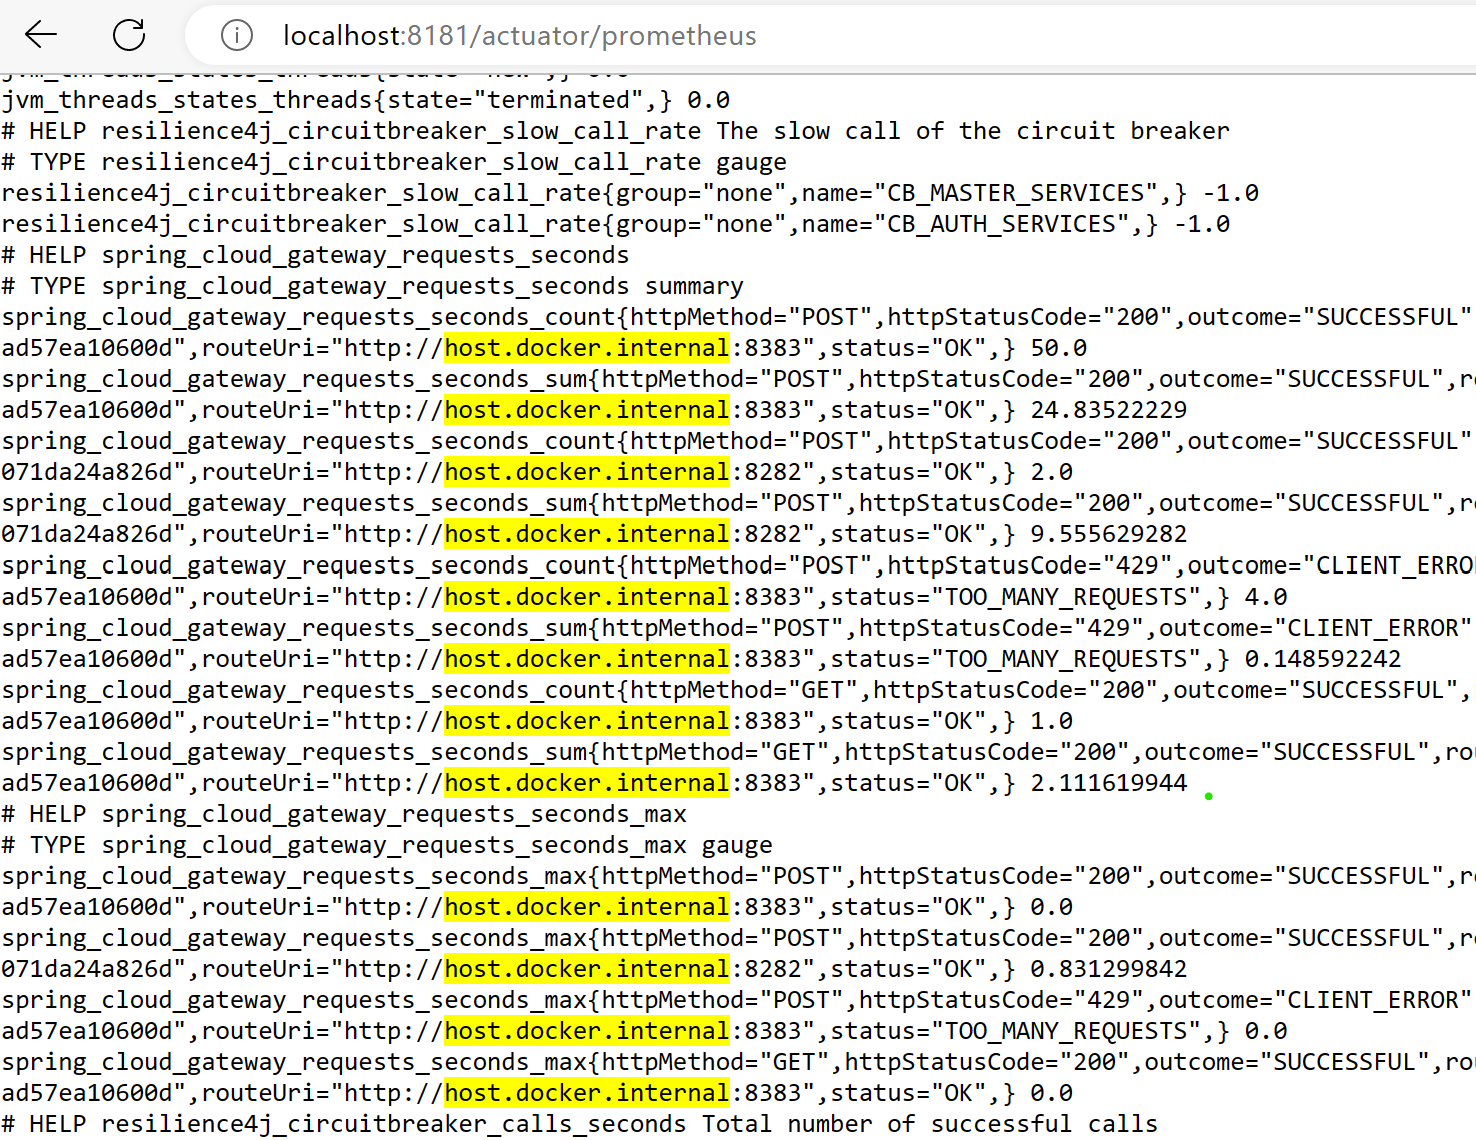 localhost:8181/actuator/prometheus
jvm_threads_states_threads{state="new",} 0.0
jvm_threads_states_threads{state="terminated",} 0.0
# HELP resilience4j_circuitbreaker_slow_call_rate The slow call of the circuit breaker
# TYPE resilience4j_circuitbreaker_slow_call_rate gauge
resilience4j_circuitbreaker_slow_call_rate{group="none",name="CB_MASTER_SERVICES",} -1.0
resilience4j_circuitbreaker_slow_call_rate{group="none",name="CB_AUTH_SERVICES",} -1.0
# HELP spring_cloud_gateway_requests_seconds
# TYPE spring_cloud_gateway_requests_seconds summary
spring_cloud_gateway_requests_seconds_count{httpMethod="POST",httpStatusCode="200",outcome="SUCCESSFUL"
ad57ea10600d",routeUri="http://host.docker.internal:8383",status="OK",} 50.0
spring_cloud_gateway_requests_seconds_sum{httpMethod="POST",httpStatusCode="200",outcome="SUCCESSFUL",ro
ad57ea10600d",routeUri="http://host.docker.internal:8383",status="OK",} 24.83522229
spring_cloud_gateway_requests_seconds_count{httpMethod="POST",httpStatusCode="200",outcome="SUCCESSFUL"
071da24a826d",routeUri="http://host.docker.internal:8282",status="OK",} 2.0
spring_cloud_gateway_requests_seconds_sum{httpMethod="POST",httpStatusCode="200",outcome="SUCCESSFUL",ro
071da24a826d",routeUri="http://host.docker.internal:8282",status="OK",} 9.555629282
spring_cloud_gateway_requests_seconds_count{httpMethod="POST",httpStatusCode="429",outcome="CLIENT_ERRO
ad57ea10600d",routeUri="http://host.docker.internal:8383",status="TOO_MANY_REQUESTS",} 4.0
spring_cloud_gateway_requests_seconds_sum{httpMethod="POST",httpStatusCode="429",outcome="CLIENT_ERROR"
ad57ea10600d",routeUri="http://host.docker.internal:8383",status="TOO_MANY_REQUESTS",} 0.148592242
spring_cloud_gateway_requests_seconds_count{httpMethod="GET",httpStatusCode="200",outcome="SUCCESSFUL",
ad57ea10600d",routeUri="http://host.docker.internal:8383",status="OK",} 1.0
spring_cloud_gateway_requests_seconds_sum{httpMethod="GET",httpStatusCode="200",outcome="SUCCESSFUL",rou
ad57ea10600d",routeUri="http://host.docker.internal:8383",status="OK",} 2.111619944
# HELP spring_cloud_gateway_requests_seconds_max
# TYPE spring_cloud_gateway_requests_seconds_max gauge
spring_cloud_gateway_requests_seconds_max{httpMethod="POST",httpStatusCode="200",outcome="SUCCESSFUL",ro
ad57ea10600d",routeUri="http://host.docker.internal:8383",status="OK",} 0.0
spring_cloud_gateway_requests_seconds_max{httpMethod="POST",httpStatusCode="200",outcome="SUCCESSFUL",ro
071da24a826d",routeUri="http://host.docker.internal:8282",status="OK",} 0.831299842
spring_cloud_gateway_requests_seconds_max{httpMethod="POST",httpStatusCode="429",outcome="CLIENT_ERROR"
ad57ea10600d",routeUri="http://host.docker.internal:8383",status="TOO_MANY_REQUESTS",} 0.0
spring_cloud_gateway_requests_seconds_max{httpMethod="GET",httpStatusCode="200",outcome="SUCCESSFUL",rou
ad57ea10600d",routeUri="http://host.docker.internal:8383",status="OK",} 0.0
# HELP resilience4j_circuitbreaker_calls_seconds Total number of successful calls